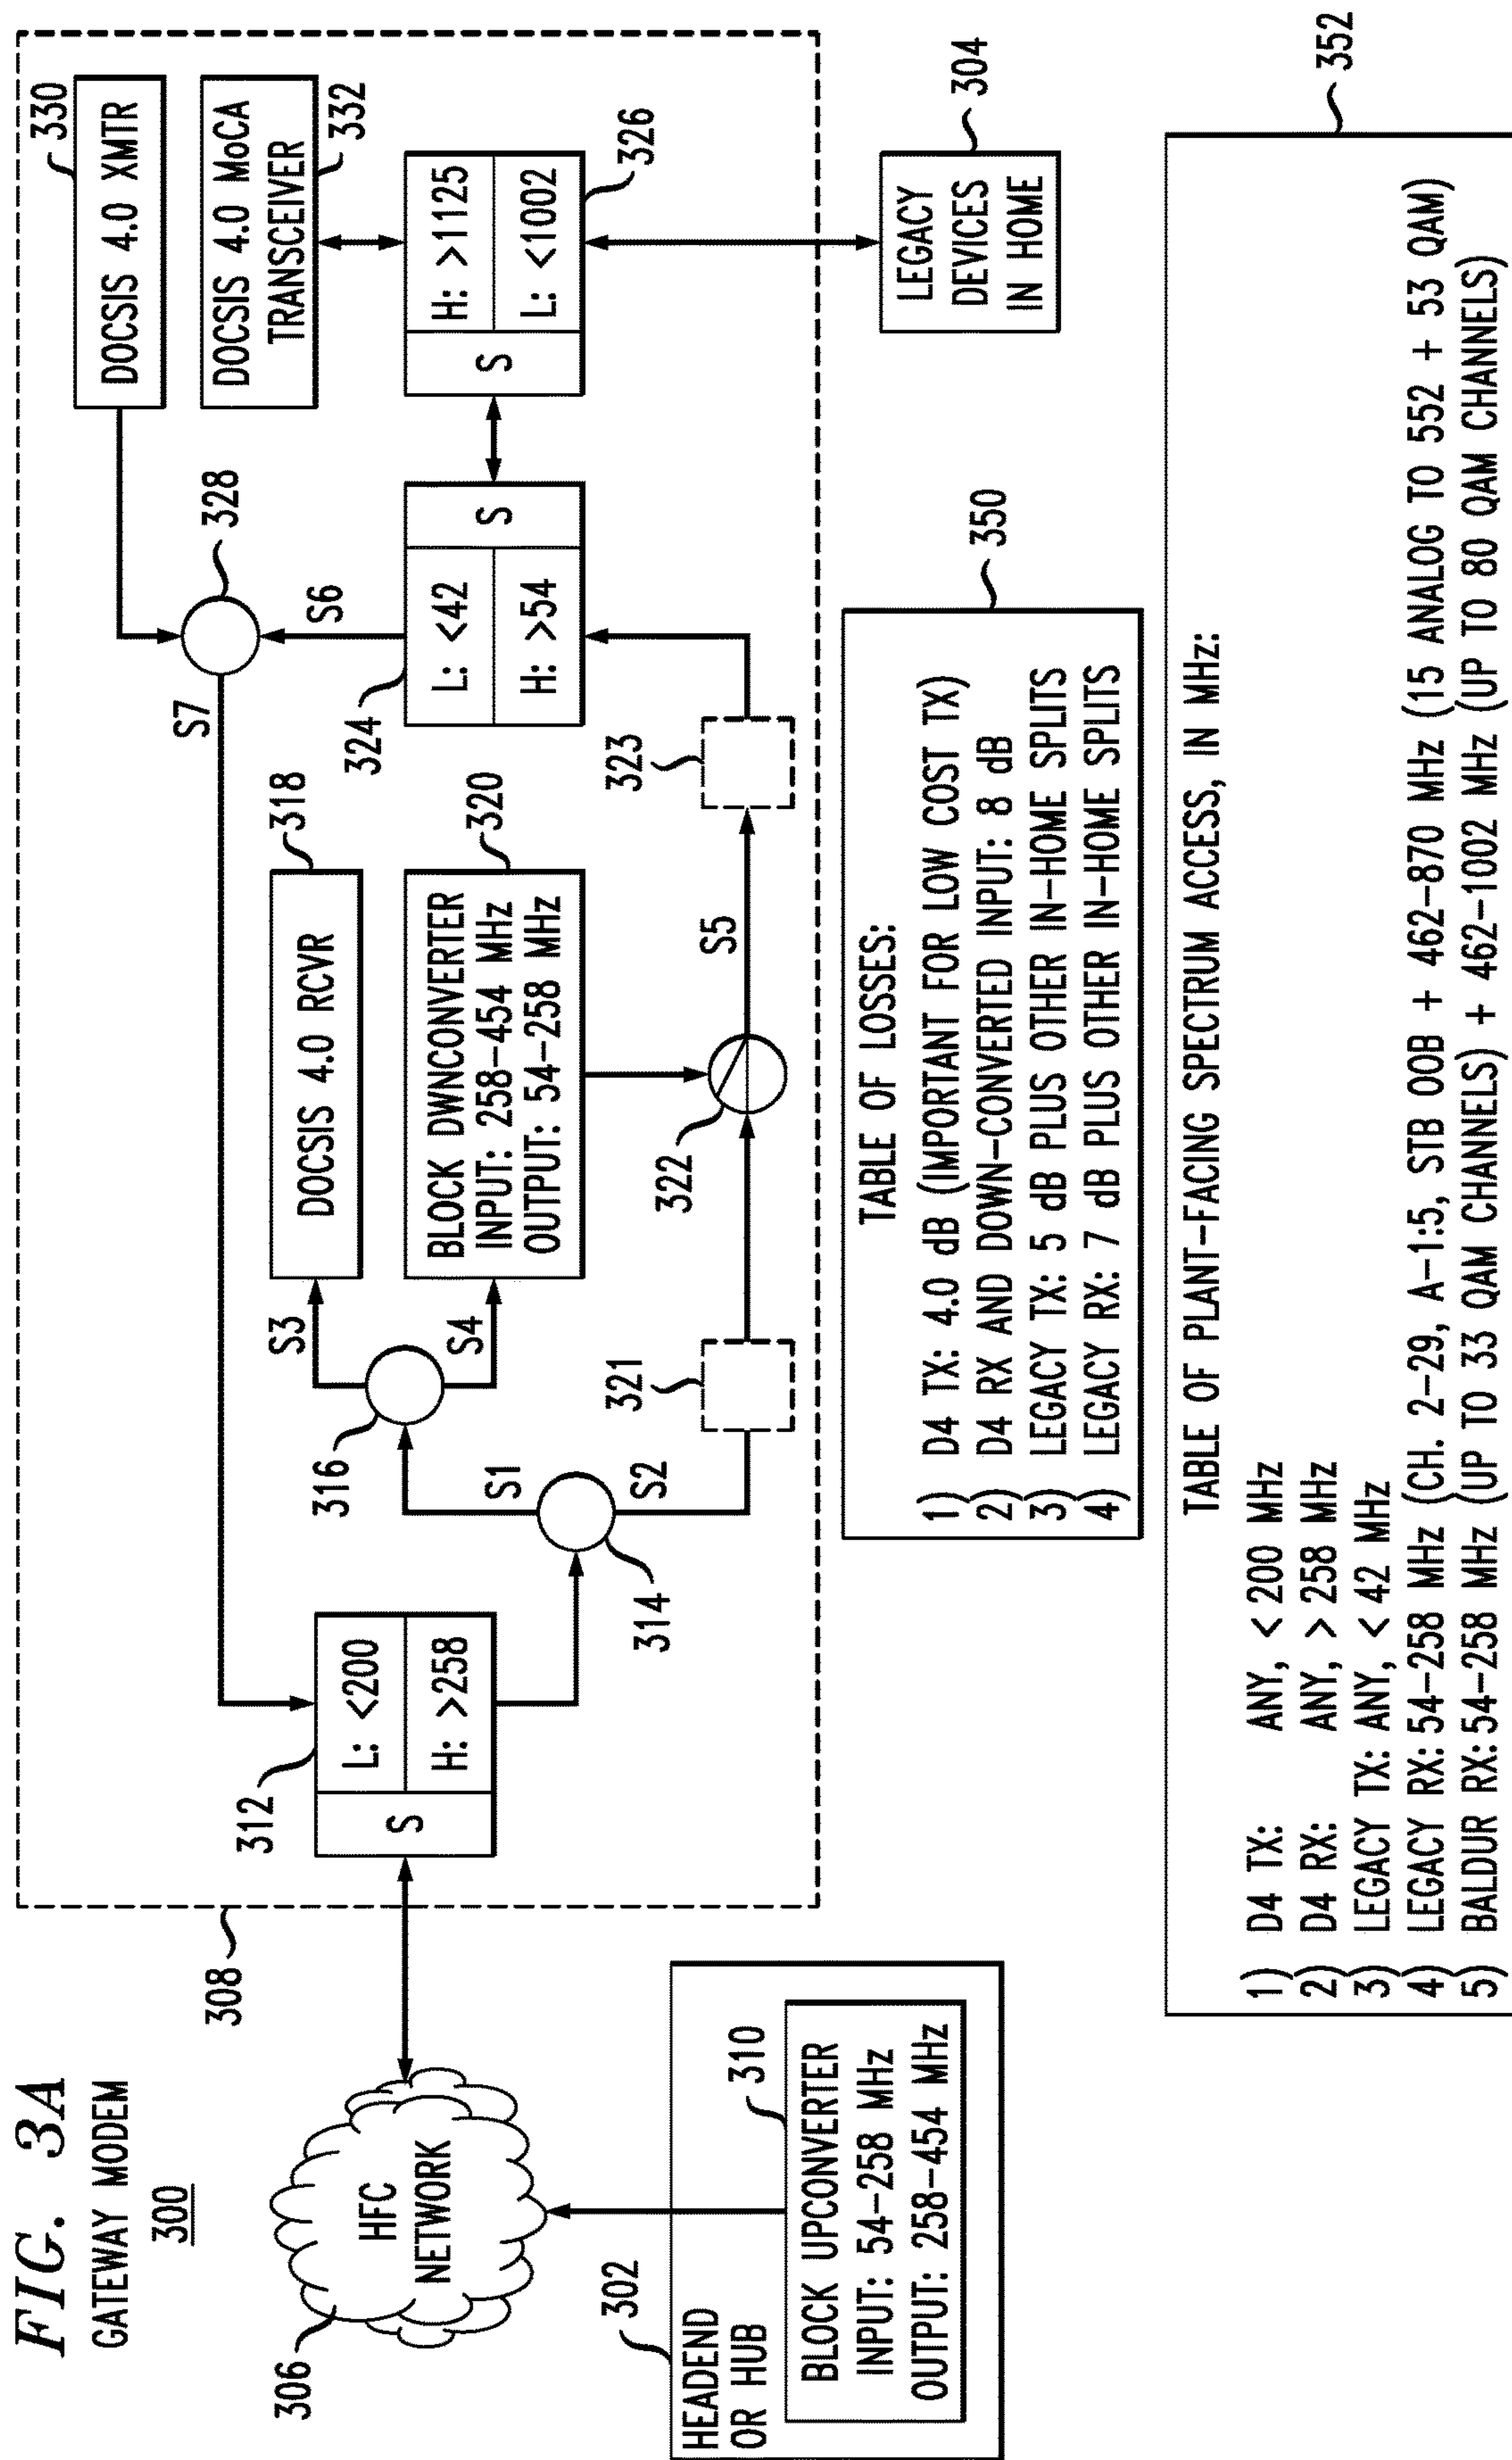 FIG. 3A
GATEWAY MODEM
300
306
HFC
NETWORK
302
HEADEND
OR HUB
310
BLOCK UPCONVERTER
INPUT: 54-258 MHz
OUTPUT: 258-454 MHz
308
312
S
L: <200
H: >258
314
S1
S2
316
S3
S4
318
DOCSIS 4.0 RCVR
320
BLOCK DWNCONVERTER
INPUT: 258-454 MHz
OUTPUT: 54-258 MHz
321
322
S5
323
324
L: <42
H: >54
S
S6
S7
328
330
DOCSIS 4.0 XMTR
332
DOCSIS 4.0 MoCA
TRANSCEIVER
326
S
H: >1125
L: <1002
304
LEGACY
DEVICES
IN HOME
350
TABLE OF LOSSES:
1) D4 TX: 4.0 dB (IMPORTANT FOR LOW COST TX)
2) D4 RX AND DOWN-CONVERTED INPUT: 8 dB
3) LEGACY TX: 5 dB PLUS OTHER IN-HOME SPLITS
4) LEGACY RX: 7 dB PLUS OTHER IN-HOME SPLITS
352
TABLE OF PLANT-FACING SPECTRUM ACCESS, IN MHz:
1) D4 TX: ANY, < 200 MHz
2) D4 RX: ANY, > 258 MHz
3) LEGACY TX: ANY, < 42 MHz
4) LEGACY RX: 54-258 MHz (CH. 2-29, A-1:5, STB OOB + 462-870 MHz (15 ANALOG TO 552 + 53 QAM)
5) BALDUR RX: 54-258 MHz (UP TO 33 QAM CHANNELS) + 462-1002 MHz (UP TO 80 QAM CHANNELS)